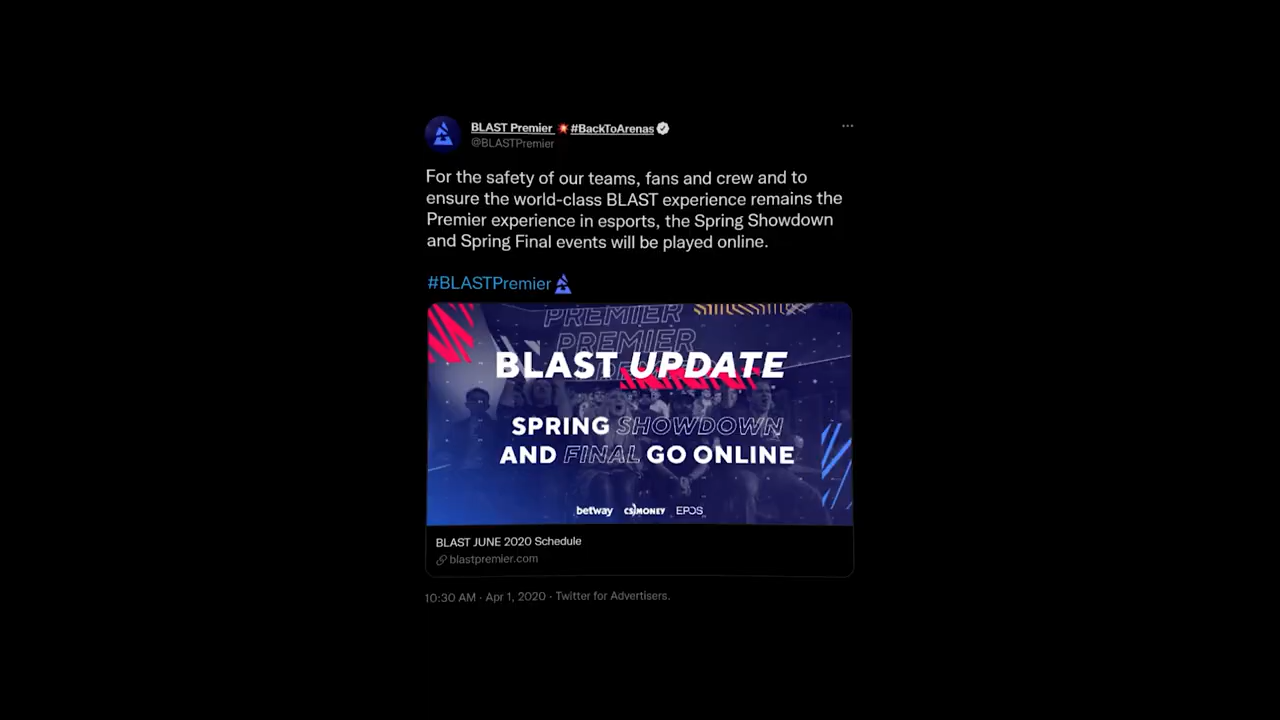 BLAST Premier 💥#BackToArenas
@BLASTPremier
For the safety of our teams, fans and crew and to
ensure the world-class BLAST experience remains the
Premier experience in esports, the Spring Showdown
and Spring Final events will be played online.
#BLASTPremier
PREMIER
PREMIER
BLAST UPDATE
SPRING SHOWDOWN
AND FINAL GO ONLINE
betway CS.MONEY EPOS
BLAST JUNE 2020 Schedule
blastpremier.com
10:30 AM · Apr 1, 2020 · Twitter for Advertisers.